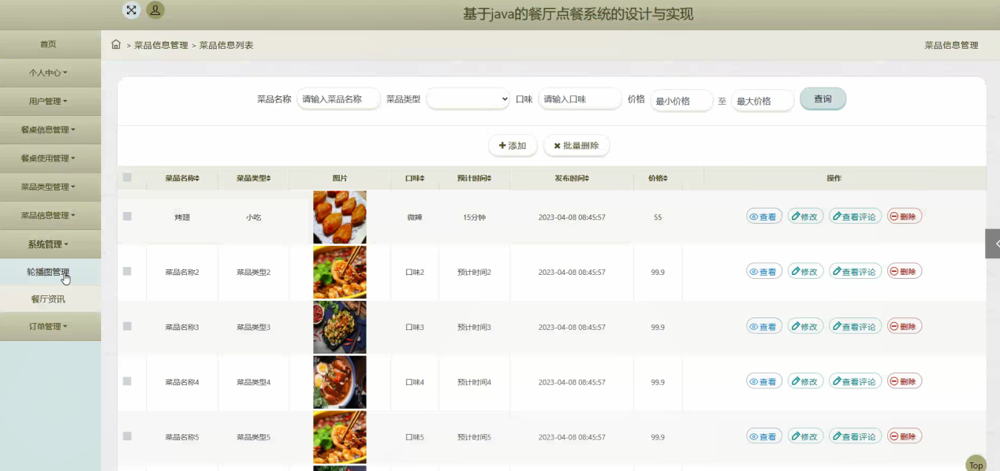 基于java的餐厅点餐系统的设计与实现
首页
个人中心
用户管理
餐桌信息管理
餐桌使用管理
菜品类型管理
菜品信息管理
系统管理
轮播图管理
餐厅资讯
订单管理
> 菜品信息管理 > 菜品信息列表
菜品信息管理
菜品名称 请输入菜品名称 菜品类型 口味 请输入口味 价格 最小价格 至 最大价格 查询
添加 批量删除
菜品名称 菜品类型 图片 口味 预计时间 发布时间 价格 操作
烤翅 小吃 微辣 15分钟 2023-04-08 08:45:57 55 查看 修改 查看评论 删除
菜品名称2 菜品类型2 口味2 预计时间2 2023-04-08 08:45:57 99.9 查看 修改 查看评论 删除
菜品名称3 菜品类型3 口味3 预计时间3 2023-04-08 08:45:57 99.9 查看 修改 查看评论 删除
菜品名称4 菜品类型4 口味4 预计时间4 2023-04-08 08:45:57 99.9 查看 修改 查看评论 删除
菜品名称5 菜品类型5 口味5 预计时间5 2023-04-08 08:45:57 99.9 查看 修改 查看评论 删除
Top